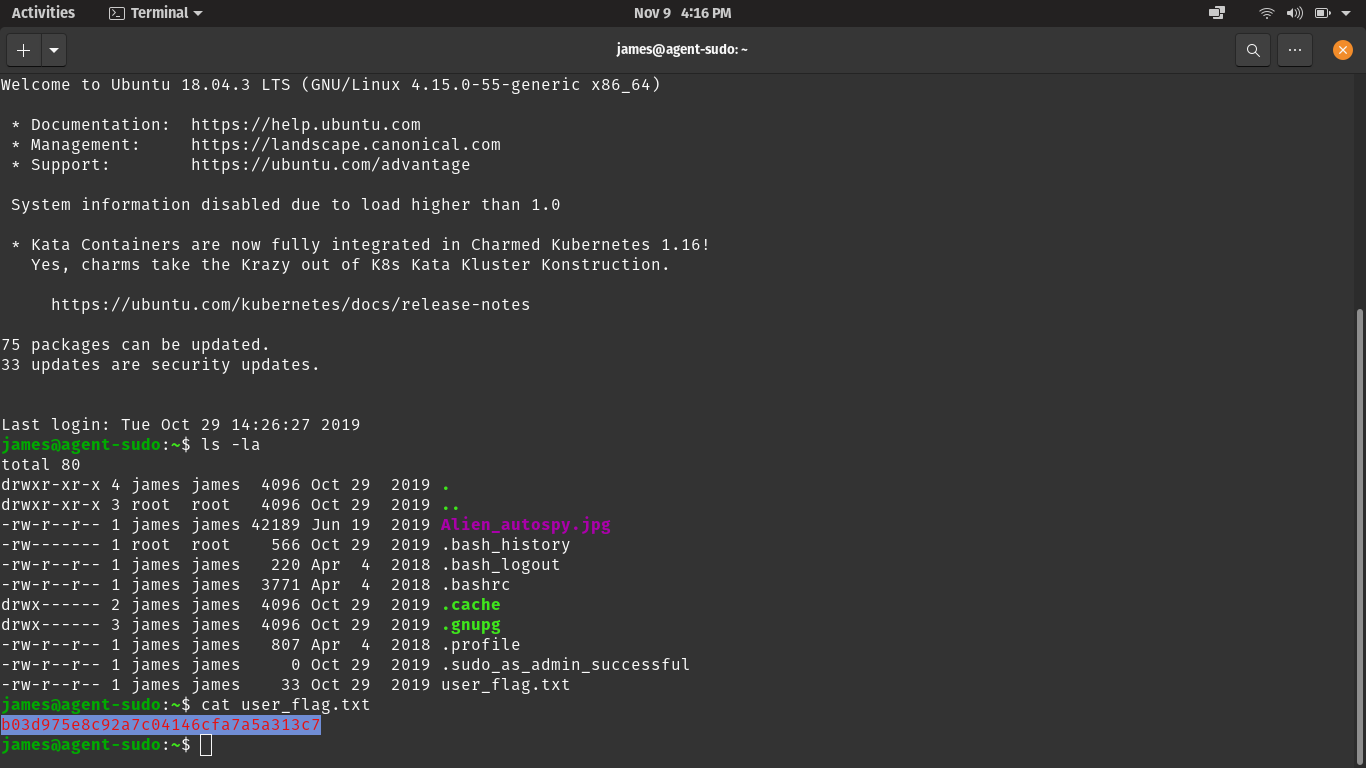 Activities Terminal Nov 9 4:16 PM
james@agent-sudo: ~
Welcome to Ubuntu 18.04.3 LTS (GNU/Linux 4.15.0-55-generic x86_64)
* Documentation: https://help.ubuntu.com
* Management: https://landscape.canonical.com
* Support: https://ubuntu.com/advantage
System information disabled due to load higher than 1.0
* Kata Containers are now fully integrated in Charmed Kubernetes 1.16!
Yes, charms take the Krazy out of K8s Kata Kluster Konstruction.
https://ubuntu.com/kubernetes/docs/release-notes
75 packages can be updated.
33 updates are security updates.
Last login: Tue Oct 29 14:26:27 2019
james@agent-sudo:~$ ls -la
total 80
drwxr-xr-x 4 james james 4096 Oct 29 2019 .
drwxr-xr-x 3 root root 4096 Oct 29 2019 ..
-rw-r--r-- 1 james james 42189 Jun 19 2019 Alien_autospy.jpg
-rw------- 1 root root 566 Oct 29 2019 .bash_history
-rw-r--r-- 1 james james 220 Apr 4 2018 .bash_logout
-rw-r--r-- 1 james james 3771 Apr 4 2018 .bashrc
drwx------ 2 james james 4096 Oct 29 2019 .cache
drwx------ 3 james james 4096 Oct 29 2019 .gnupg
-rw-r--r-- 1 james james 807 Apr 4 2018 .profile
-rw-r--r-- 1 james james 0 Oct 29 2019 .sudo_as_admin_successful
-rw-r--r-- 1 james james 33 Oct 29 2019 user_flag.txt
james@agent-sudo:~$ cat user_flag.txt
b03d975e8c92a7c04146cfa7a5a313c7
james@agent-sudo:~$